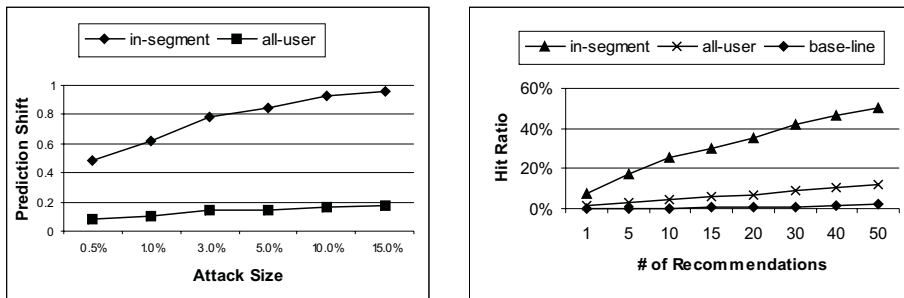 in-segment all-user
Prediction Shift
1
0.8
0.6
0.4
0.2
0
0.5% 1.0% 3.0% 5.0% 10.0% 15.0%
Attack Size
in-segment all-user base-line
Hit Ratio
60%
40%
20%
0%
1 5 10 15 20 30 40 50
# of Recommendations